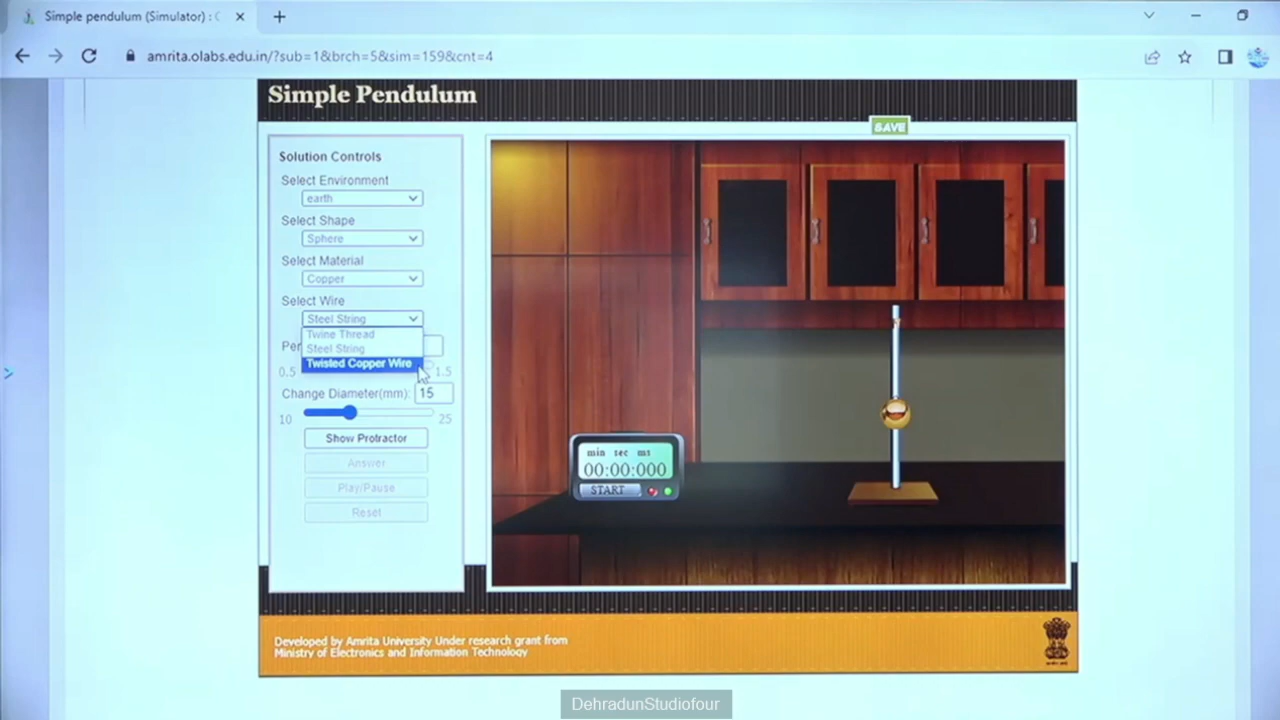 Simple pendulum (Simulator) : 
amrita.olabs.edu.in/?sub=1&brch=5&sim=159&cnt=4
Simple Pendulum
SAVE
Solution Controls
Select Environment
earth
Select Shape
Sphere
Select Material
Copper
Select Wire
Steel String
Twine Thread
Steel String
Twisted Copper Wire
0.5 1.5
Change Diameter(mm): 15
10 25
Show Protractor
Answer
Play/Pause
Reset
min sec ms
00:00:000
START
Developed by Amrita University Under research grant from
Ministry of Electronics and Information Technology
DehradunStudiofour